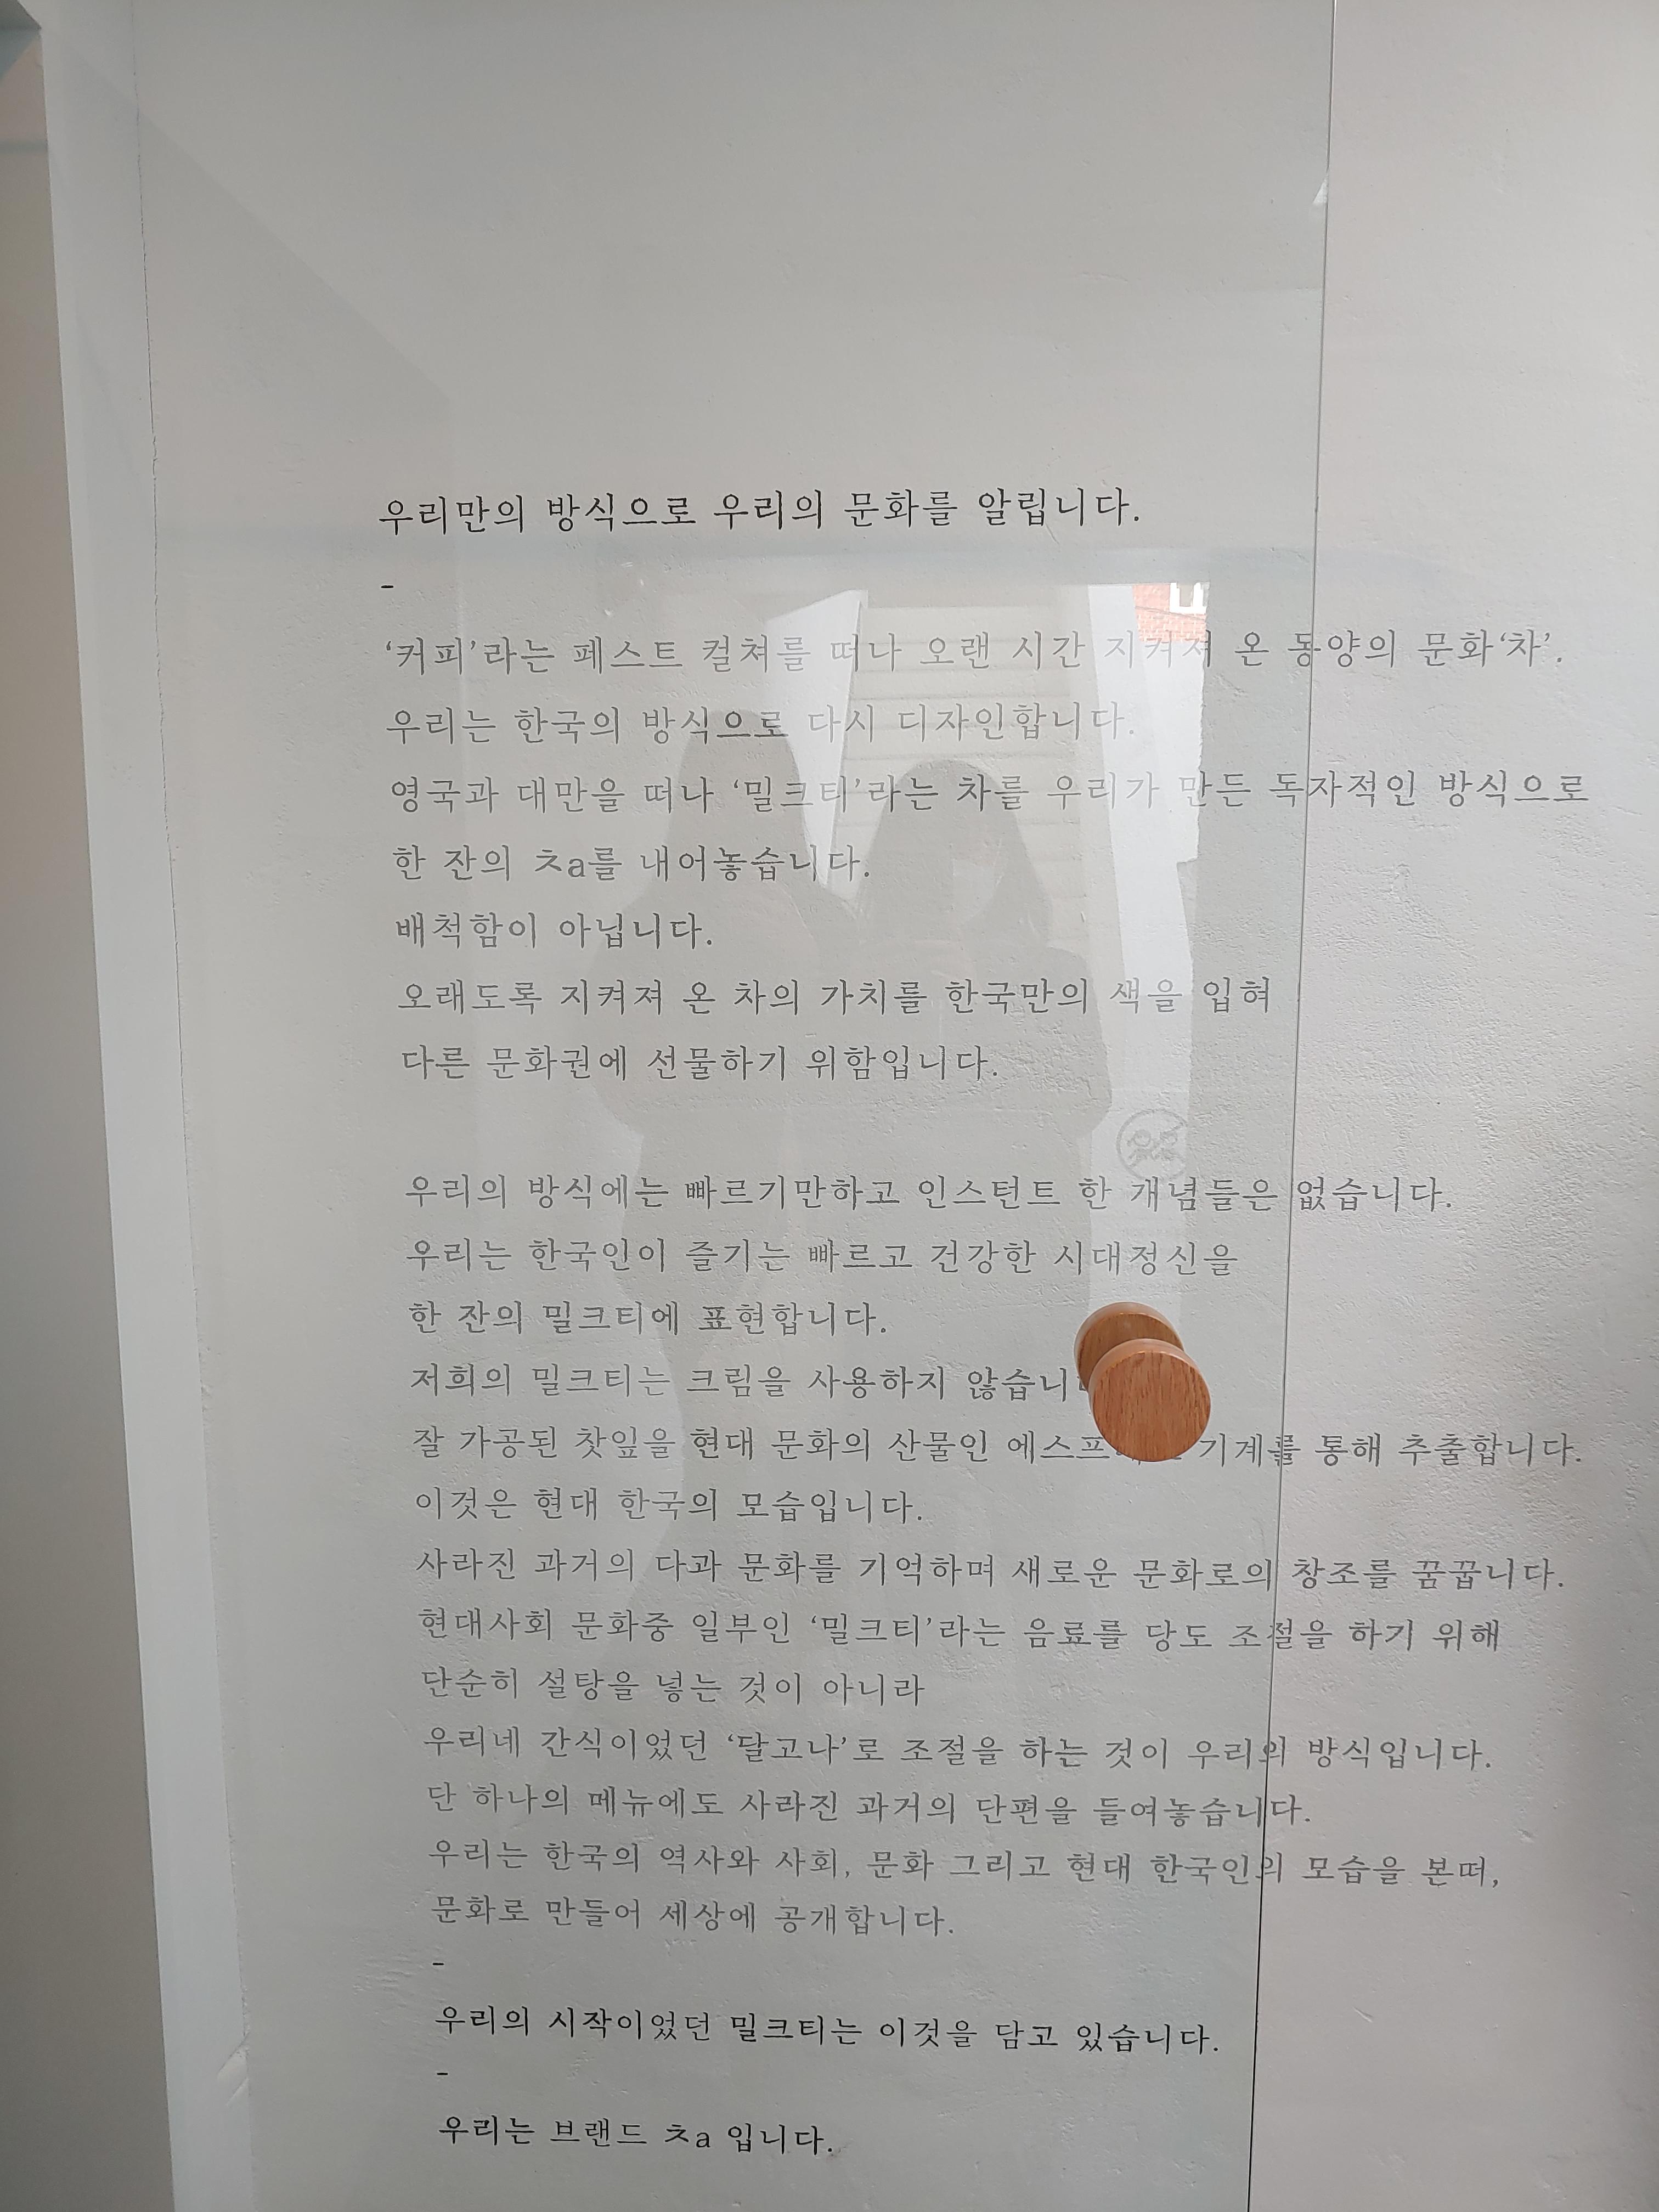 우리만의 방식으로 우리의 문화를 알립니다.
-
‘커피’라는 페스트 컬쳐를 떠나 오랜 시간 지켜져 온 동양의 문화‘차’.
우리는 한국의 방식으로 다시 디자인합니다.
영국과 대만을 떠나 ‘밀크티’라는 차를 우리가 만든 독자적인 방식으로
한 잔의 ㅊa를 내어놓습니다.
배척함이 아닙니다.
오래도록 지켜져 온 차의 가치를 한국만의 색을 입혀
다른 문화권에 선물하기 위함입니다.
우리의 방식에는 빠르기만하고 인스턴트 한 개념들은 없습니다.
우리는 한국인이 즐기는 빠르고 건강한 시대정신을
한 잔의 밀크티에 표현합니다.
저희의 밀크티는 크림을 사용하지
잘 가공된 찻잎을 현대 문화의 산물인 기계를 통해 추출합니다.
이것은 현대 한국의 모습입니다.
사라진 과거의 다과 문화를 기억하며 새로운 문화로의 창조를 꿈꿉니다.
현대사회 문화중 일부인 ‘밀크티’라는 음료를 당도 조절을 하기 위해
단순히 설탕을 넣는 것이 아니라
우리네 간식이었던 ‘달고나’로 조절을 하는 것이 우리의 방식입니다.
단 하나의 메뉴에도 사라진 과거의 단편을 들여놓습니다.
우리는 한국의 역사와 사회, 문화 그리고 현대 한국인의 모습을 본떠,
문화로 만들어 세상에 공개합니다.
-
우리의 시작이었던 밀크티는 이것을 담고 있습니다.
-
우리는 브랜드 ㅊa 입니다.